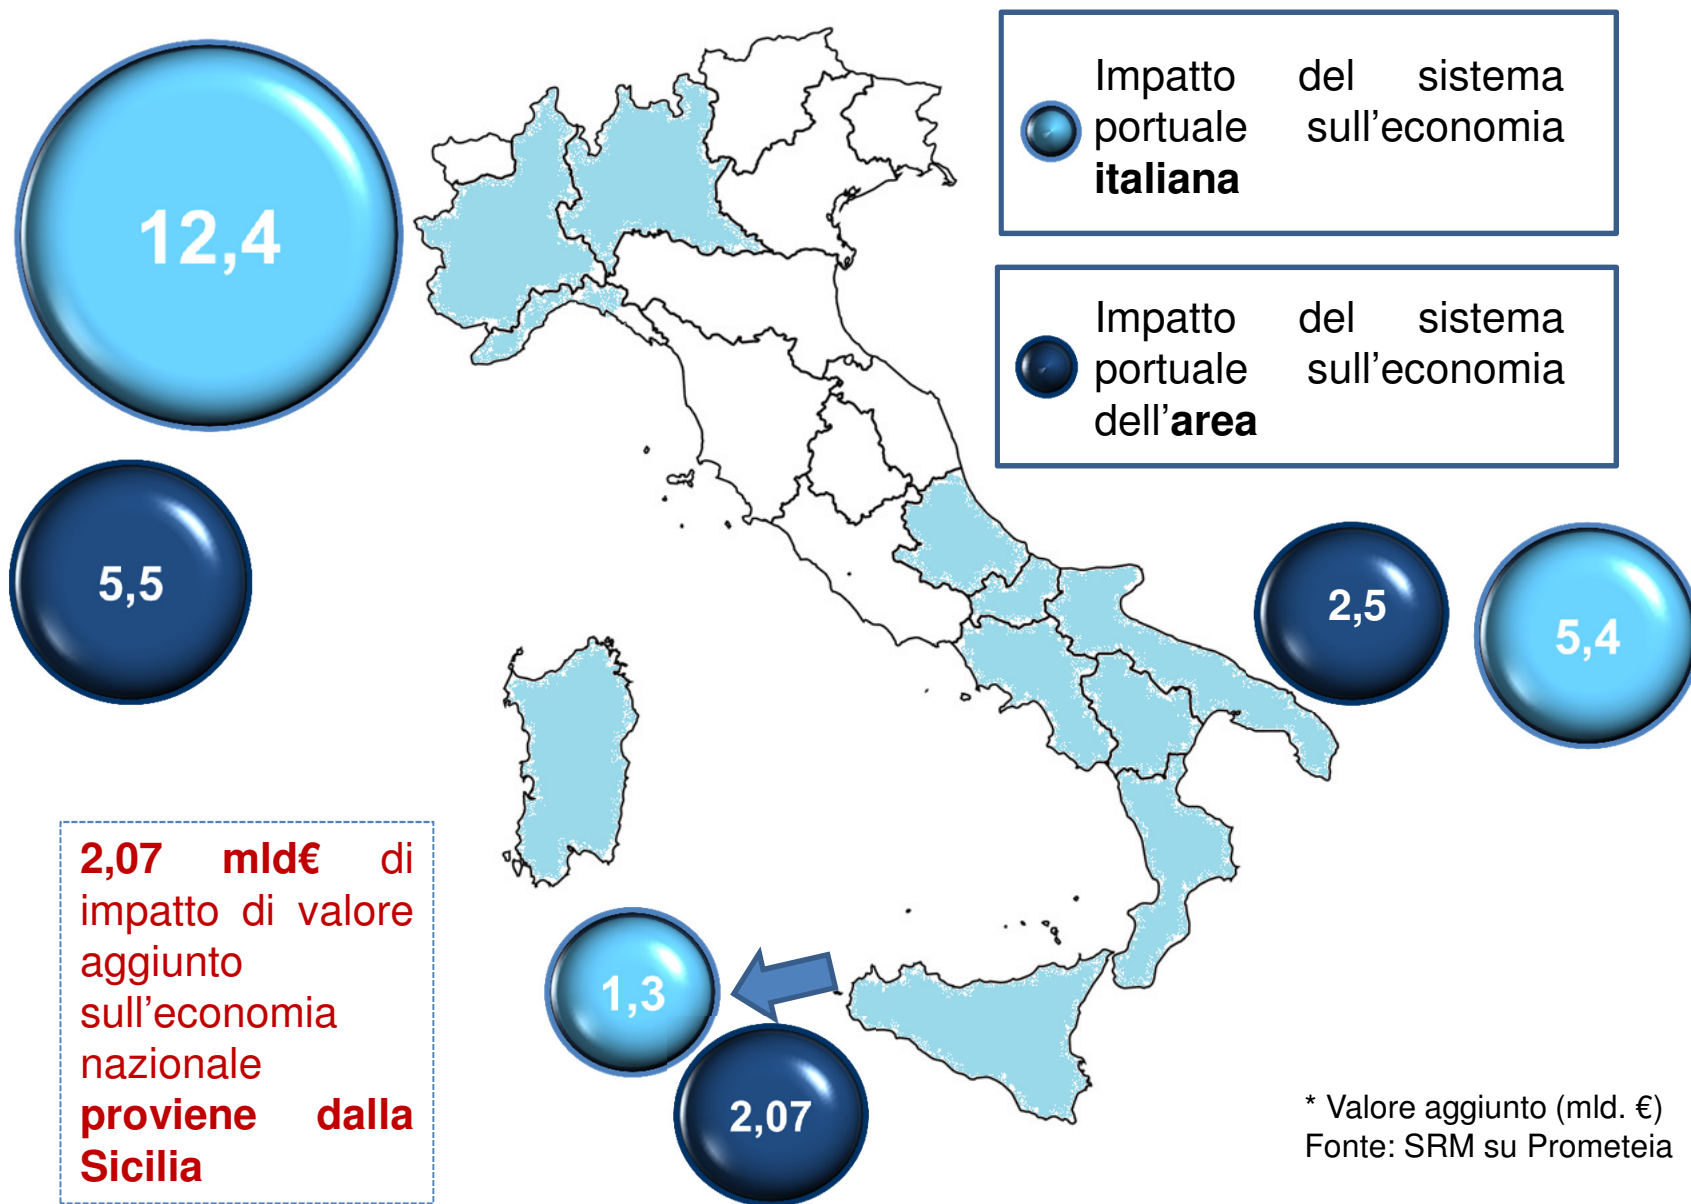 12,4
5,5
Impatto del sistema
portuale sull'economia
italiana
Impatto del sistema
portuale sull'economia
dell'area
2,5
5,4
2,07 mld€ di
impatto di valore
aggiunto
sull'economia
nazionale
proviene dalla
Sicilia
1,3
2,07
* Valore aggiunto (mld. €)
Fonte: SRM su Prometeia